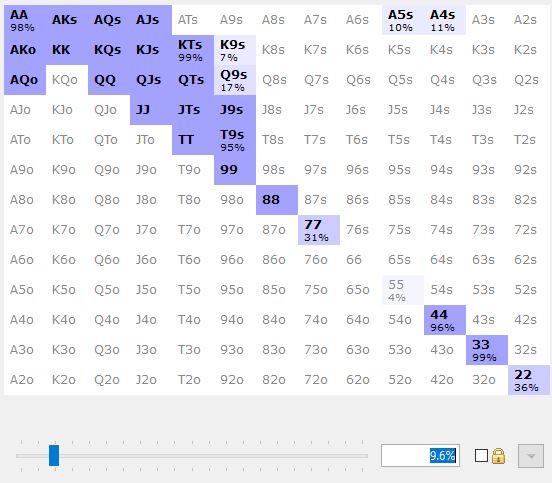 AA AKs AQs AJs ATs A9s A8s A7s A6s A5s A4s A3s A2s
98% 10% 11%
AKo KK KQs KJs KTs K9s K8s K7s K6s K5s K4s K3s K2s
99% 7%
AQo KQo QQ QJs QTs Q9s Q8s Q7s Q6s Q5s Q4s Q3s Q2s
17%
AJo KJo QJo JJ JTs J9s J8s J7s J6s J5s J4s J3s J2s
ATo KTo QTo JTo TT T9s T8s T7s T6s T5s T4s T3s T2s
95%
A9o K9o Q9o J9o T9o 99 98s 97s 96s 95s 94s 93s 92s
A8o K8o Q8o J8o T8o 98o 88 87s 86s 85s 84s 83s 82s
A7o K7o Q7o J7o T7o 97o 87o 77 76s 75s 74s 73s 72s
31%
A6o K6o Q6o J6o T6o 96o 86o 76o 66 65s 64s 63s 62s
A5o K5o Q5o J5o T5o 95o 85o 75o 65o 55 54s 53s 52s
4%
A4o K4o Q4o J4o T4o 94o 84o 74o 64o 54o 44 43s 42s
96%
A3o K3o Q3o J3o T3o 93o 83o 73o 63o 53o 43o 33 32s
99%
A2o K2o Q2o J2o T2o 92o 82o 72o 62o 52o 42o 32o 22
36%
9.6%